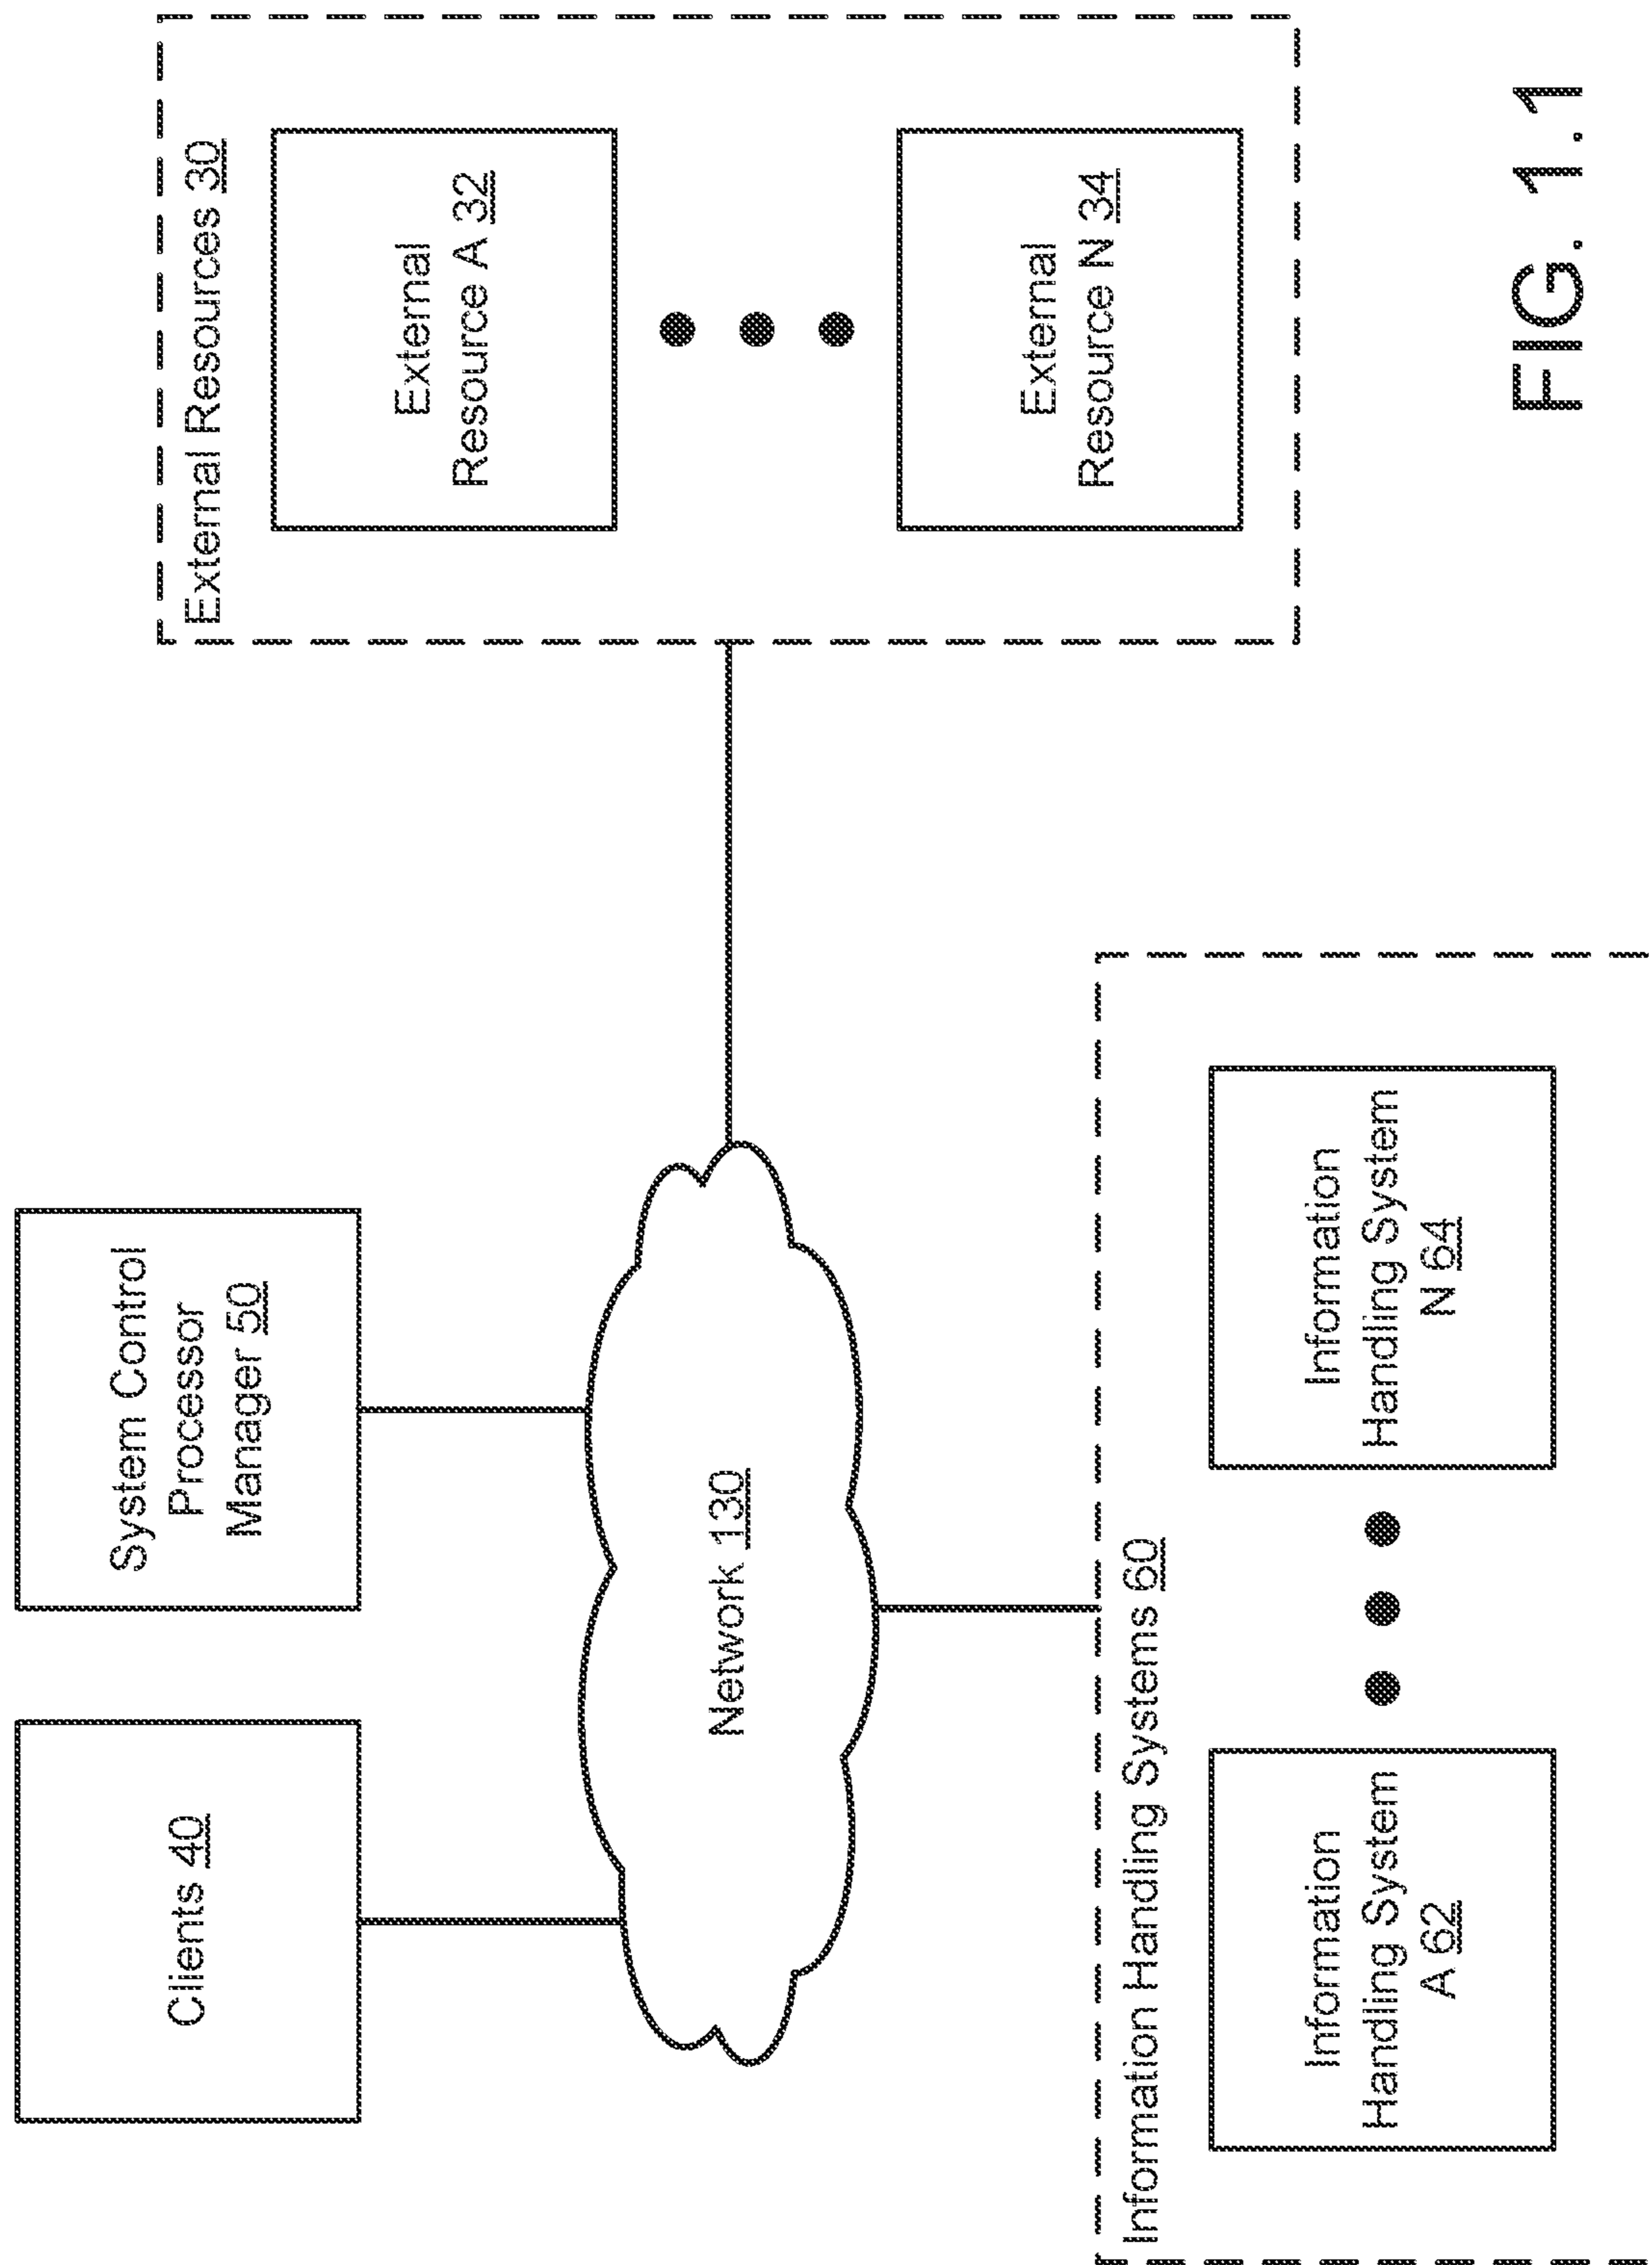 Clients 40
System Control
Processor
Manager 50
External Resources 30
External
Resource A 32
External
Resource N 34
Network 130
Information Handling Systems 60
Information
Handling System
A 62
Information
Handling System
N 64
FIG. 1.1